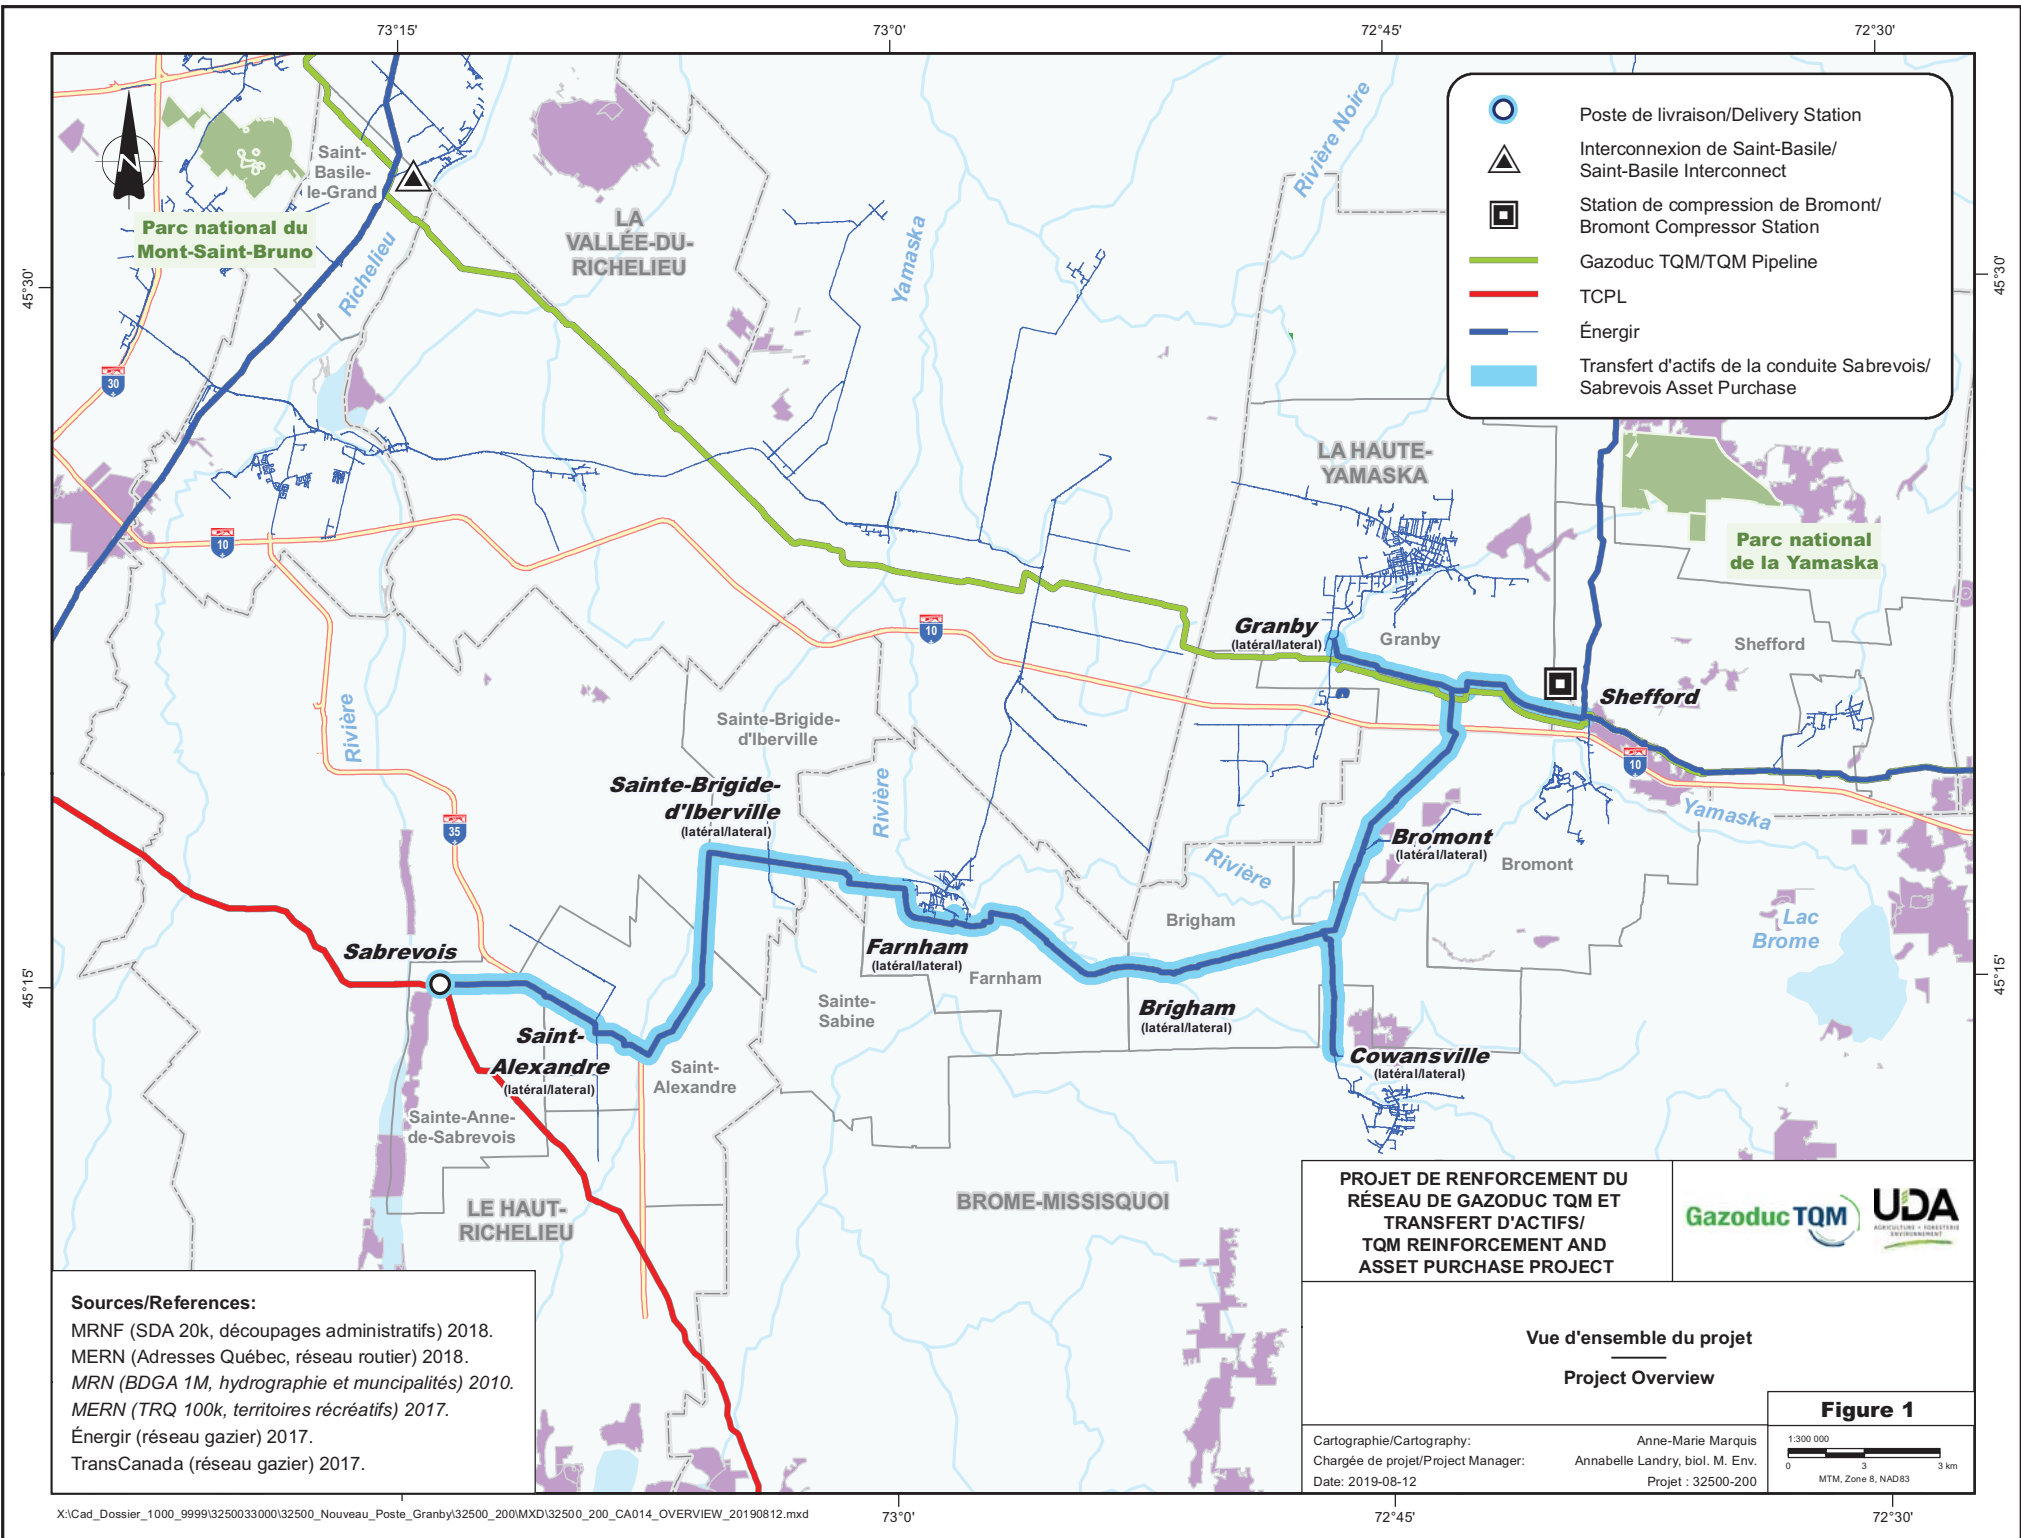 73°15'
73°0'
72°45'
72°30'
45°30'
45°15'
45°30'
45°15'
73°0'
72°45'
72°30'
N
Poste de livraison/Delivery Station
Interconnexion de Saint-Basile/
Saint-Basile Interconnect
Station de compression de Bromont/
Bromont Compressor Station
Gazoduc TQM/TQM Pipeline
TCPL
Énergir
Transfert d'actifs de la conduite Sabrevois/
Sabrevois Asset Purchase
Saint-
Basile-
le-Grand
Parc national du
Mont-Saint-Bruno
LA
VALLÉE-DU-
RICHELIEU
Richelieu
Yamaska
Rivière Noire
30
10
10
10
35
LA HAUTE-
YAMASKA
Parc national
de la Yamaska
Granby
(latéral/lateral)
Granby
Shefford
Shefford
Rivière
Sainte-Brigide-
d'Iberville
Sainte-Brigide-
d'Iberville
(latéral/lateral)
Rivière
Yamaska
Bromont
(latéral/lateral)
Bromont
Rivière
Brigham
Lac
Brome
Sabrevois
Farnham
(latéral/lateral)
Farnham
Sainte-
Sabine
Brigham
(latéral/lateral)
Saint-
Alexandre
(latéral/lateral)
Saint-
Alexandre
Cowansville
(latéral/lateral)
Sainte-Anne-
de-Sabrevois
LE HAUT-
RICHELIEU
BROME-MISSISQUOI
PROJET DE RENFORCEMENT DU
RÉSEAU DE GAZODUC TQM ET
TRANSFERT D'ACTIFS/
TQM REINFORCEMENT AND
ASSET PURCHASE PROJECT
Gazoduc TQM
UDA
AGRICULTURE • FORESTERIE
ENVIRONNEMENT
Vue d'ensemble du projet
Project Overview
Figure 1
Cartographie/Cartography: Anne-Marie Marquis
Chargée de projet/Project Manager: Annabelle Landry, biol. M. Env.
Date: 2019-08-12 Projet : 32500-200
1:300 000
0 3 3 km
MTM, Zone 8, NAD83
Sources/References:
MRNF (SDA 20k, découpages administratifs) 2018.
MERN (Adresses Québec, réseau routier) 2018.
MRN (BDGA 1M, hydrographie et muncipalités) 2010.
MERN (TRQ 100k, territoires récréatifs) 2017.
Énergir (réseau gazier) 2017.
TransCanada (réseau gazier) 2017.
X:\Cad_Dossier_1000_9999\3250033000\32500_Nouveau_Poste_Granby\32500_200\MXD\32500_200_CA014_OVERVIEW_20190812.mxd